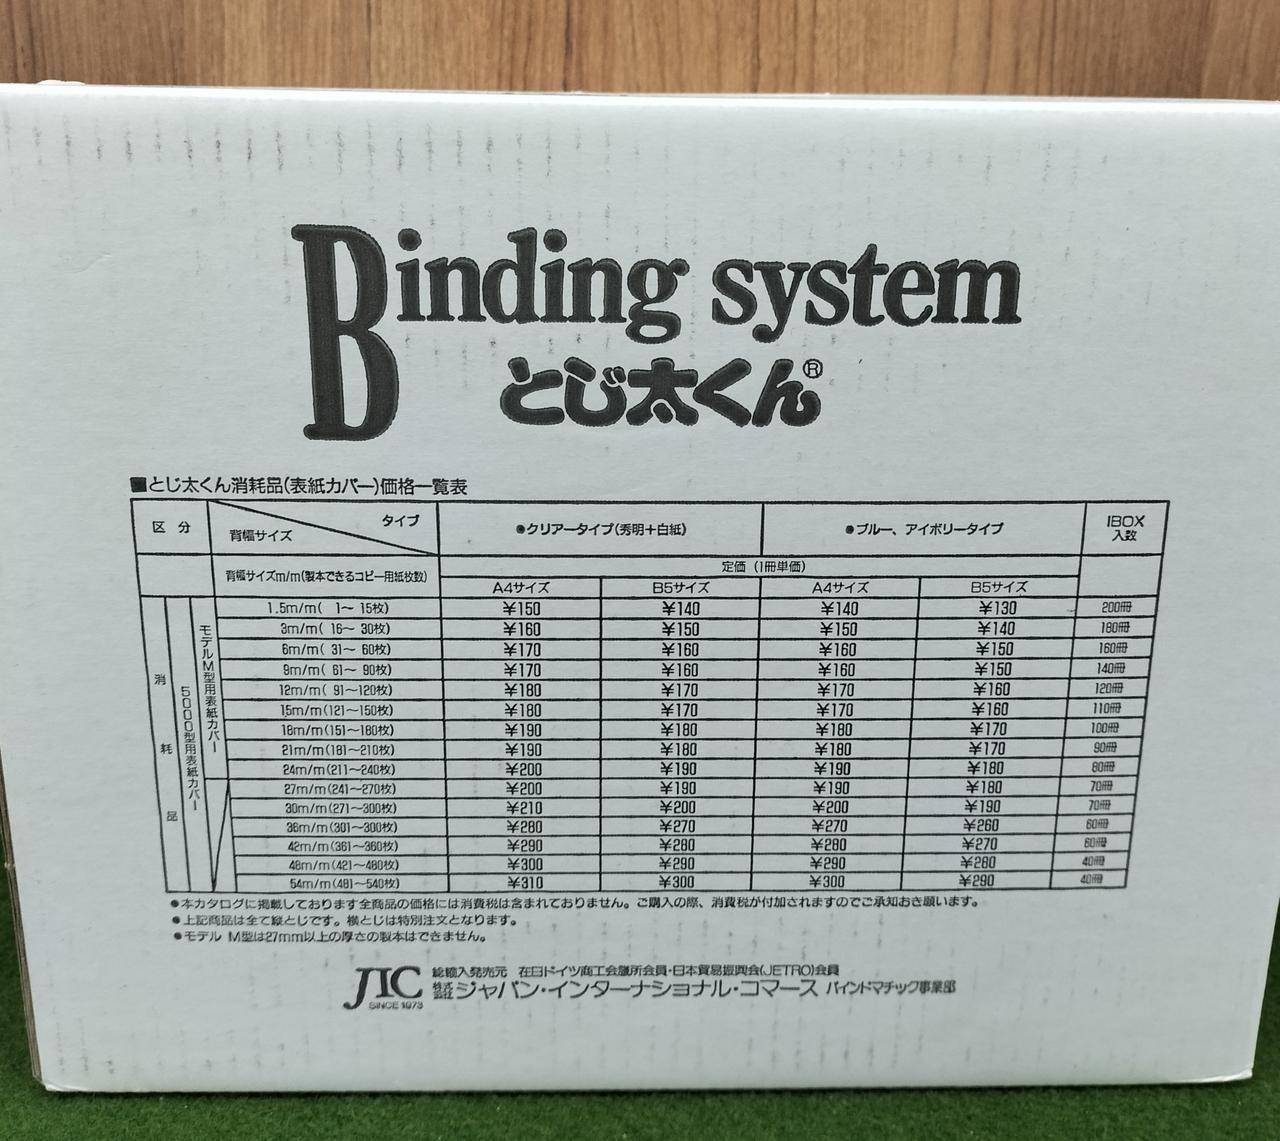 Binding system
とじ太くん®
■とじ太くん消耗品(表紙カバー)価格一覧表
区 分 タイプ 背幅サイズ ●クリアータイプ(秀明+白紙) ●ブルー、アイボリータイプ 1BOX入数
背幅サイズm/m(製本できるコピー用紙枚数) 定価(1冊単価)
A4サイズ B5サイズ A4サイズ B5サイズ
消耗品
5000型用表紙カバー
モデルM型用表紙カバー
1.5m/m( 1~ 15枚) ¥150 ¥140 ¥140 ¥130 200冊
3m/m( 16~ 30枚) ¥160 ¥150 ¥150 ¥140 180冊
6m/m( 31~ 60枚) ¥170 ¥160 ¥160 ¥150 160冊
9m/m( 61~ 90枚) ¥170 ¥160 ¥160 ¥150 140冊
12m/m( 91~120枚) ¥180 ¥170 ¥170 ¥160 120冊
15m/m(121~150枚) ¥180 ¥170 ¥170 ¥160 110冊
18m/m(151~180枚) ¥190 ¥180 ¥180 ¥170 100冊
21m/m(181~210枚) ¥190 ¥180 ¥180 ¥170 90冊
24m/m(211~240枚) ¥200 ¥190 ¥190 ¥180 80冊
27m/m(241~270枚) ¥200 ¥190 ¥190 ¥180 70冊
30m/m(271~300枚) ¥210 ¥200 ¥200 ¥190 70冊
36m/m(301~300枚) ¥280 ¥270 ¥270 ¥260 60冊
42m/m(361~360枚) ¥290 ¥280 ¥280 ¥270 60冊
48m/m(421~480枚) ¥300 ¥290 ¥290 ¥280 40冊
54m/m(481~540枚) ¥310 ¥300 ¥300 ¥290 40冊
●本カタログに掲載しております全商品の価格には消費税は含まれておりません。ご購入の際、消費税が付加されますのでご承知おき願います。
●上記商品は全て縦とじです。横とじは特別注文となります。
●モデル M型は27mm以上の厚さの製本はできません。
JIC SINCE 1973
総輸入発売元 在日ドイツ商工会議所会員・日本貿易振興会(JETRO)会員
株式会社 ジャパン・インターナショナル・コマース バインドマチック事業部